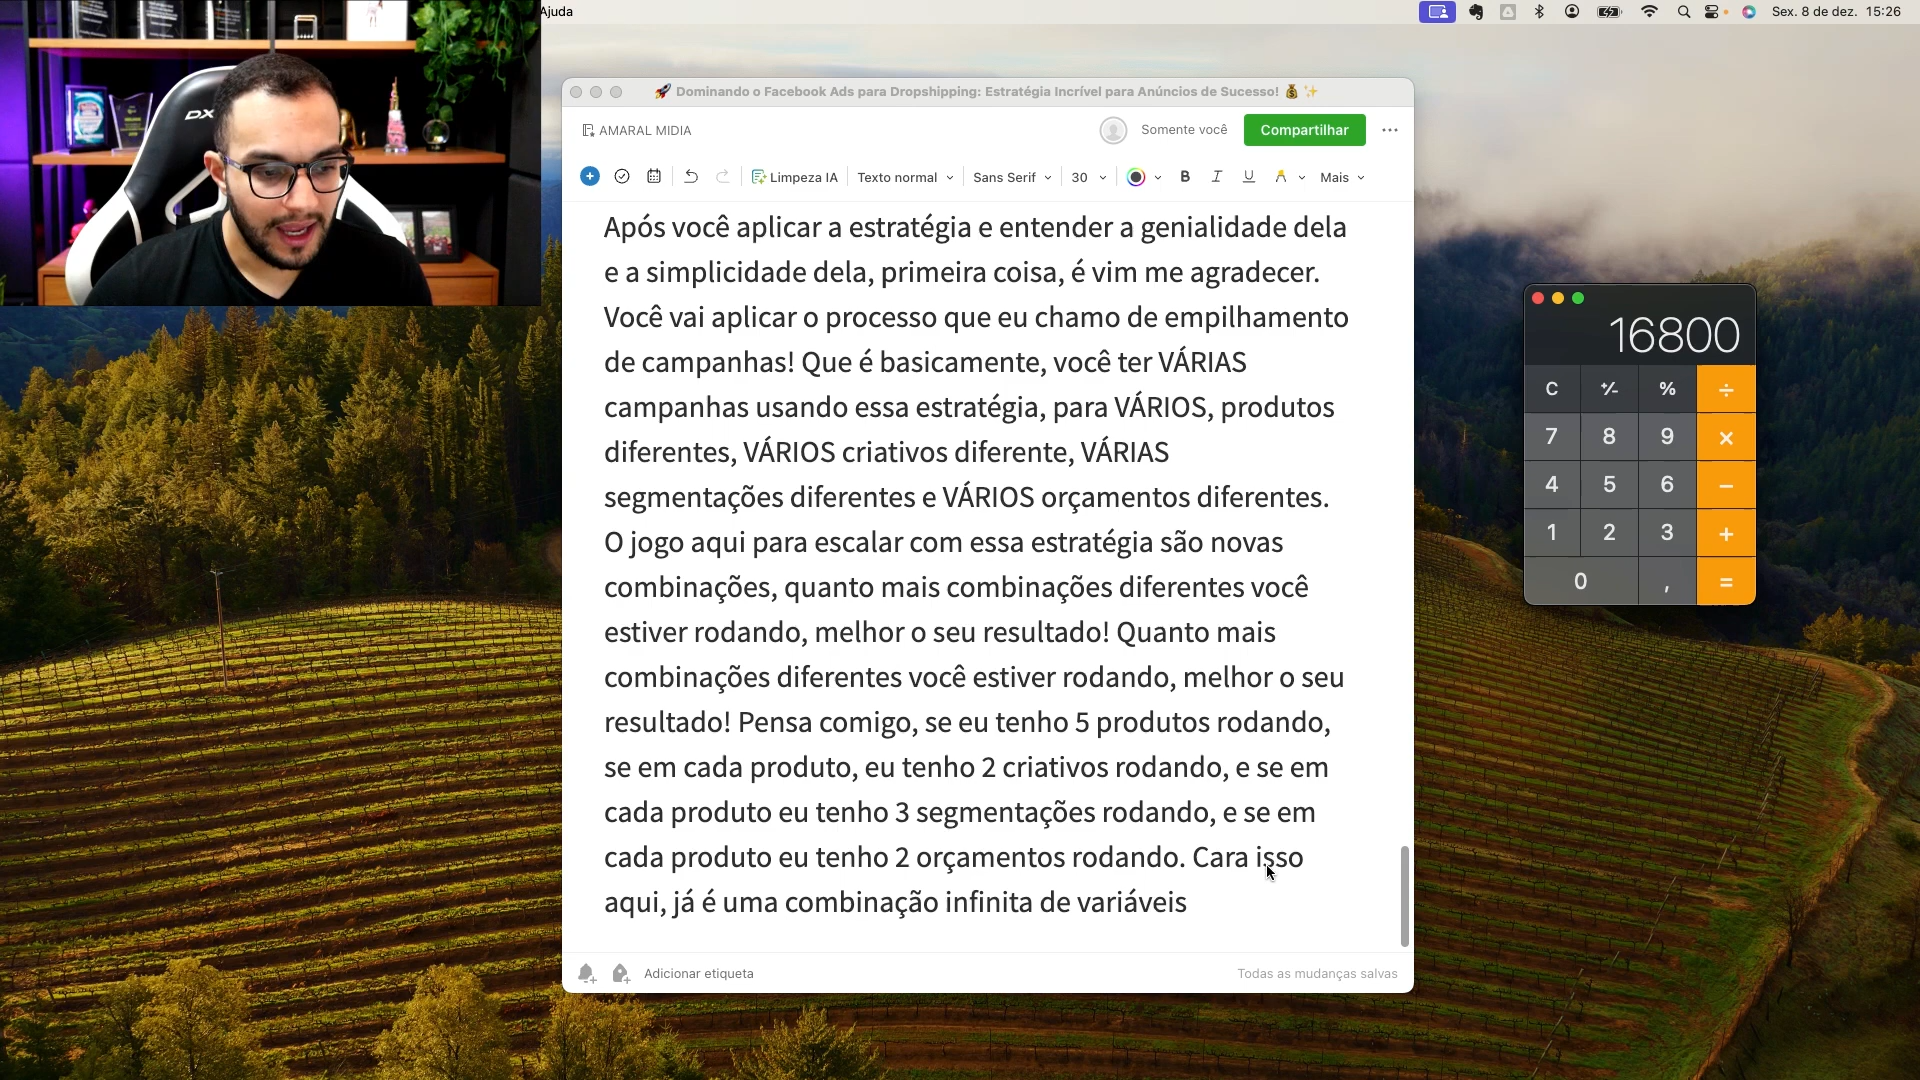 Ajuda
Sex. 8 de dez. 15:26
DX
🚀 Dominando o Facebook Ads para Dropshipping: Estratégia Incrível para Anúncios de Sucesso! 💰 ✨
AMARAL MIDIA
Somente você
Compartilhar
Limpeza IA
Texto normal
Sans Serif
30
B
I
U
A
Mais
Após você aplicar a estratégia e entender a genialidade dela
e a simplicidade dela, primeira coisa, é vim me agradecer.
Você vai aplicar o processo que eu chamo de empilhamento
de campanhas! Que é basicamente, você ter VÁRIAS
campanhas usando essa estratégia, para VÁRIOS, produtos
diferentes, VÁRIOS criativos diferente, VÁRIAS
segmentações diferentes e VÁRIOS orçamentos diferentes.
O jogo aqui para escalar com essa estratégia são novas
combinações, quanto mais combinações diferentes você
estiver rodando, melhor o seu resultado! Quanto mais
combinações diferentes você estiver rodando, melhor o seu
resultado! Pensa comigo, se eu tenho 5 produtos rodando,
se em cada produto, eu tenho 2 criativos rodando, e se em
cada produto eu tenho 3 segmentações rodando, e se em
cada produto eu tenho 2 orçamentos rodando. Cara isso
aqui, já é uma combinação infinita de variáveis
Adicionar etiqueta
Todas as mudanças salvas
16800
C +/- % ÷
7 8 9 ×
4 5 6 −
1 2 3 +
0 , =